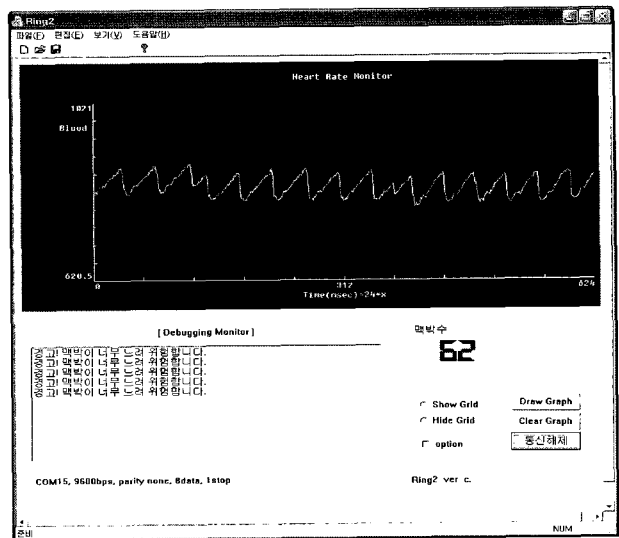 Ring2
파일(F) 편집(E) 보기(V) 도움말(H)
Heart Rate Monitor
1021
Blood
620.5
0 312 624
Time(msec)=24*x
[Debugging Monitor]
경고! 맥박이 너무 느려 위험합니다.
경고! 맥박이 너무 느려 위험합니다.
경고! 맥박이 너무 느려 위험합니다.
경고! 맥박이 너무 느려 위험합니다.
경고! 맥박이 너무 느려 위험합니다.
맥박수
62
Show Grid
Draw Graph
Hide Grid
Clear Graph
option
통신해제
COM15, 9600bps, parity none, 8data, 1stop
Ring2 ver c.
준비
NUM